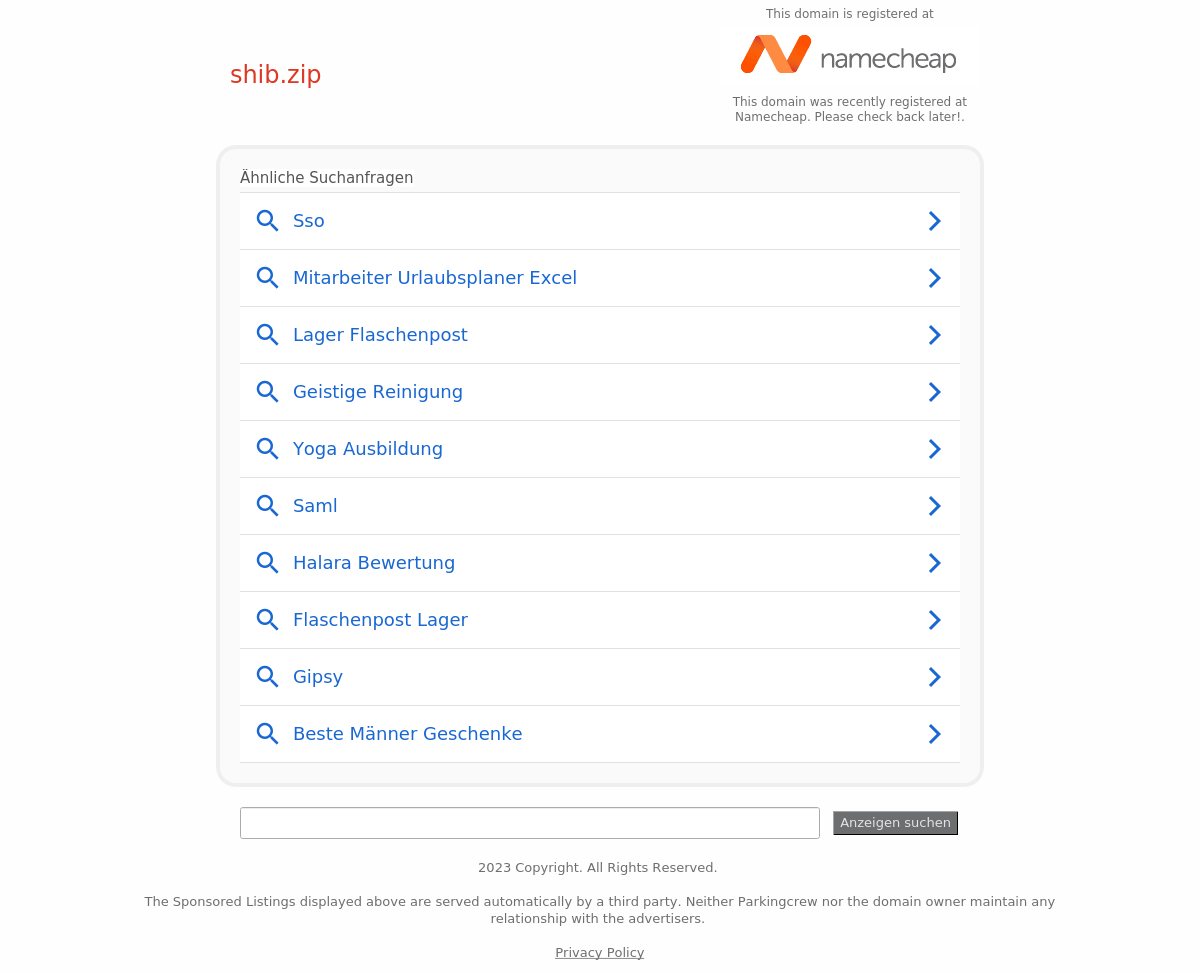 This domain is registered at
namecheap
shib.zip
This domain was recently registered at
Namecheap. Please check back later!.
Ähnliche Suchanfragen
Sso
Mitarbeiter Urlaubsplaner Excel
Lager Flaschenpost
Geistige Reinigung
Yoga Ausbildung
Saml
Halara Bewertung
Flaschenpost Lager
Gipsy
Beste Männer Geschenke
Anzeigen suchen
2023 Copyright. All Rights Reserved.
The Sponsored Listings displayed above are served automatically by a third party. Neither Parkingcrew nor the domain owner maintain any
relationship with the advertisers.
Privacy Policy